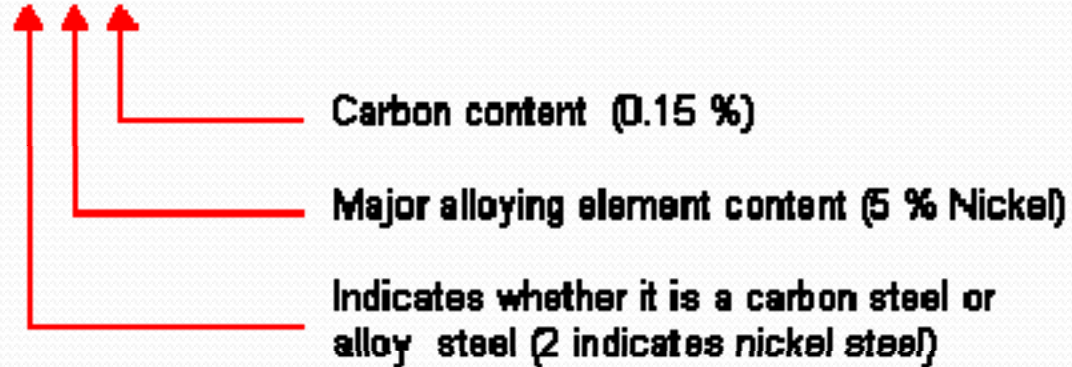 Carbon content (0.15 %)
Major alloying element content (5 % Nickel)
Indicates whether it is a carbon steel or
alloy steel (2 indicates nickel steel)